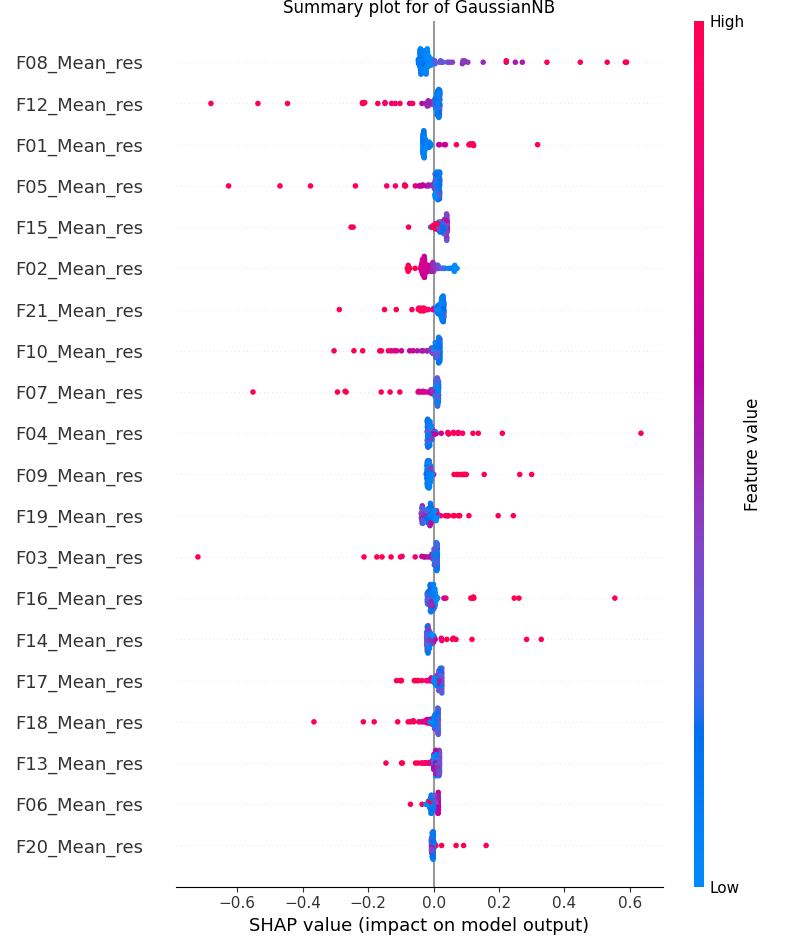 Summary plot for of GaussianNB
High
F08_Mean_res
F12_Mean_res
F01_Mean_res
F05_Mean_res
F15_Mean_res
F02_Mean_res
F21_Mean_res
F10_Mean_res
F07_Mean_res
F04_Mean_res
F09_Mean_res
F19_Mean_res
F03_Mean_res
F16_Mean_res
F14_Mean_res
F17_Mean_res
F18_Mean_res
F13_Mean_res
F06_Mean_res
F20_Mean_res
Feature value
Low
−0.6 −0.4 −0.2 0.0 0.2 0.4 0.6
SHAP value (impact on model output)